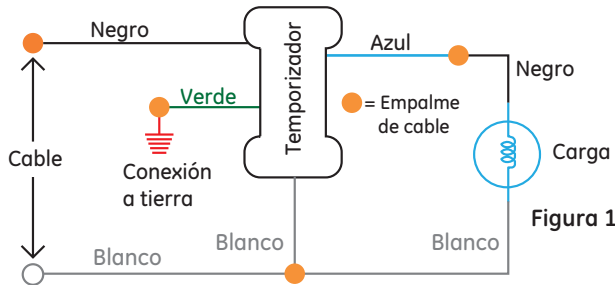 Negro
Azul
Negro
Verde
Temporizador
= Empalme
de cable
Cable
Conexión
a tierra
Carga
Figura 1
Blanco
Blanco
Blanco